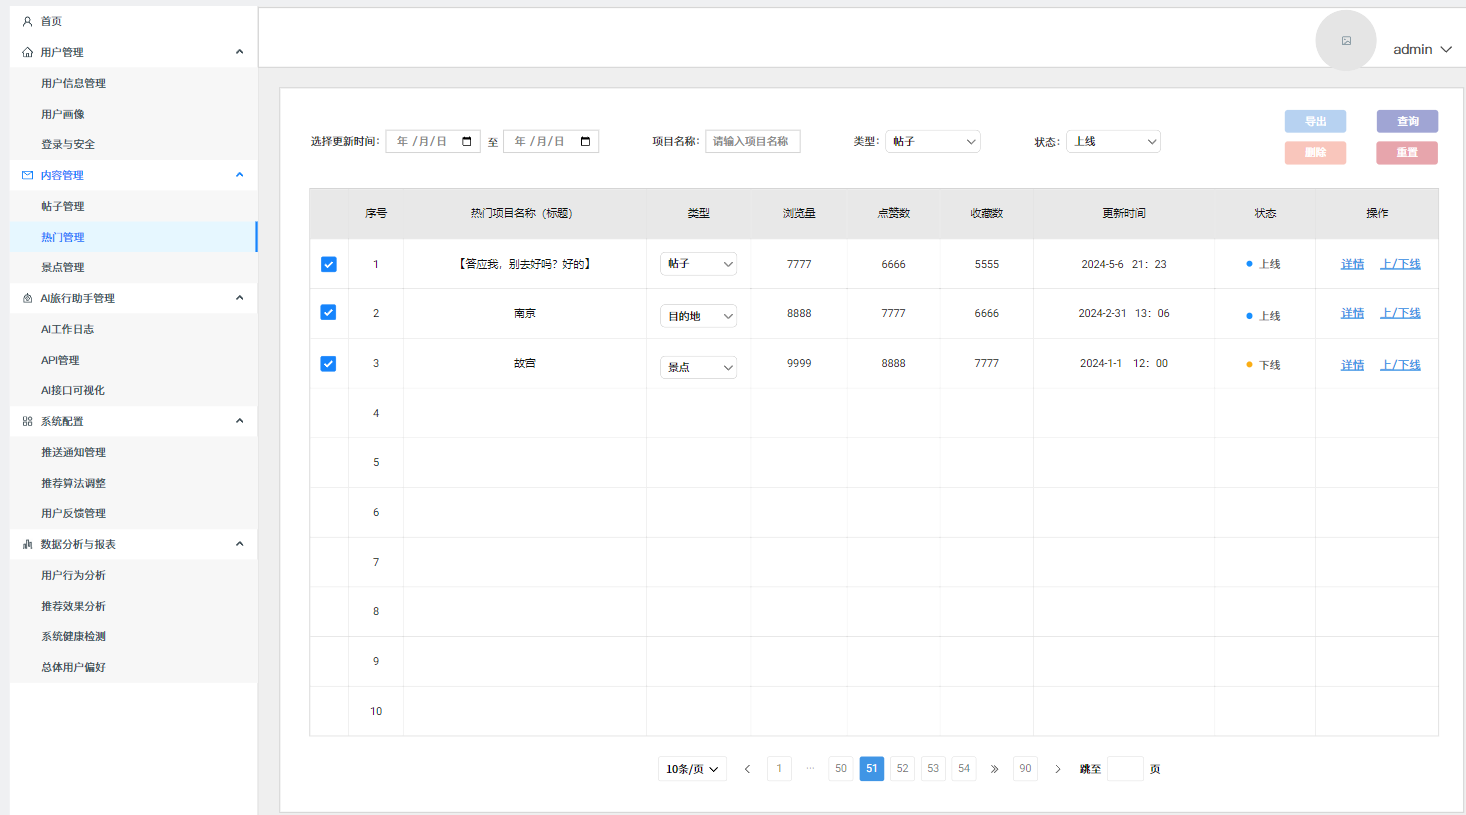 首页
用户管理
用户信息管理
用户画像
登录与安全
内容管理
帖子管理
热门管理
景点管理
AI旅行助手管理
AI工作日志
API管理
AI接口可视化
系统配置
推送通知管理
推荐算法调整
用户反馈管理
数据分析与报表
用户行为分析
推荐效果分析
系统健康检测
总体用户偏好
admin
选择更新时间: 年 /月/日 至 年 /月/日 项目名称: 请输入项目名称 类型: 帖子 状态: 上线
导出 查询
删除 重置
序号 热门项目名称（标题） 类型 浏览量 点赞数 收藏数 更新时间 状态 操作
1 【答应我，别去好吗？好的】 帖子 7777 6666 5555 2024-5-6 21：23 上线 详情 上/下线
2 南京 目的地 8888 7777 6666 2024-2-31 13：06 上线 详情 上/下线
3 故宫 景点 9999 8888 7777 2024-1-1 12：00 下线 详情 上/下线
4
5
6
7
8
9
10
10条/页 < 1 ··· 50 51 52 53 54 » 90 > 跳至 页